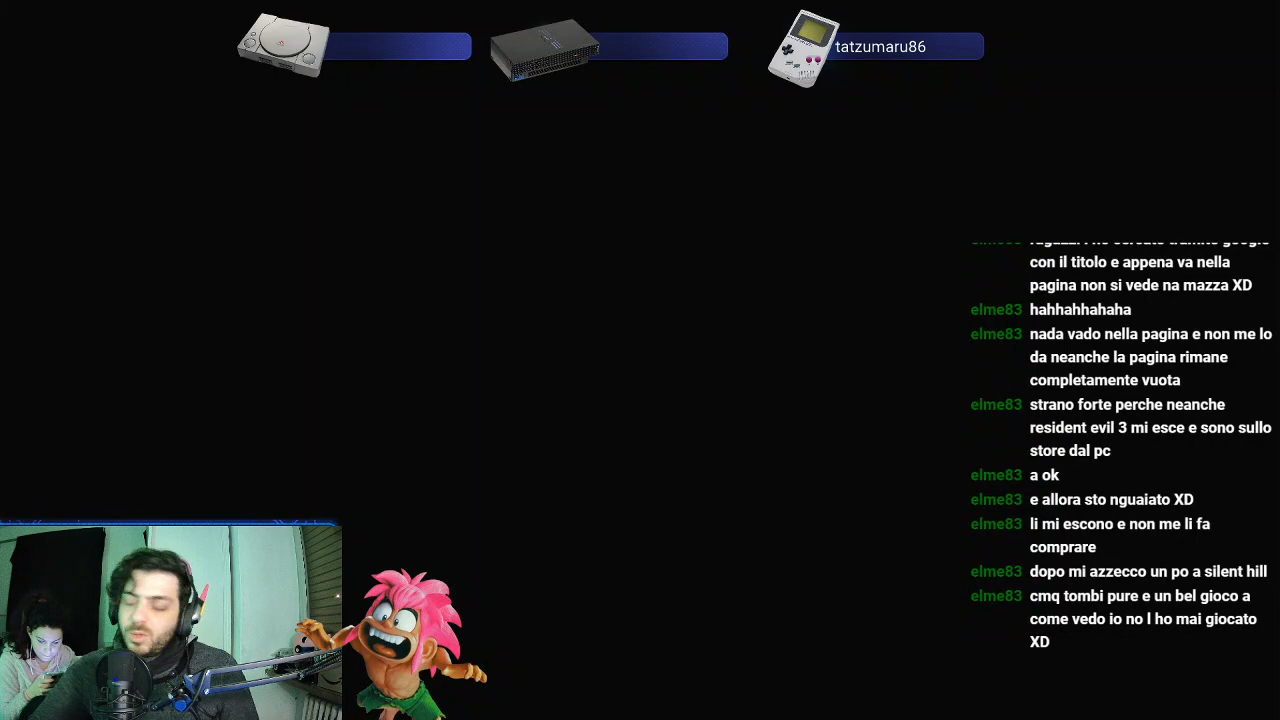 tatzumaru86
con il titolo e appena va nella
pagina non si vede na mazza XD
elme83 hahhahhahaha
elme83 nada vado nella pagina e non me lo
da neanche la pagina rimane
completamente vuota
elme83 strano forte perche neanche
resident evil 3 mi esce e sono sullo
store dal pc
elme83 a ok
elme83 e allora sto nguaiato XD
elme83 li mi escono e non me li fa
comprare
elme83 dopo mi azzecco un po a silent hill
elme83 cmq tombi pure e un bel gioco a
come vedo io no l ho mai giocato
XD